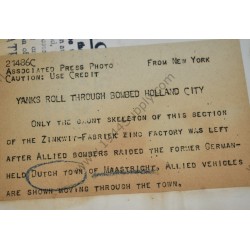 21486C
ASSOCIATED PRESS PHOTO FROM NEW YORK
CAUTION: USE CREDIT
YANKS ROLL THROUGH BOMBED HOLLAND CITY
ONLY THE GAUNT SKELETON OF THIS SECTION
OF THE ZINKWIT-FABRIEK ZINC FACTORY WAS LEFT
AFTER ALLIED BOMBERS RAIDED THE FORMER GERMAN-
HELD DUTCH TOWN OF MAASTRICHT. ALLIED VEHICLES
ARE SHOWN MOVING THROUGH THE TOWN.